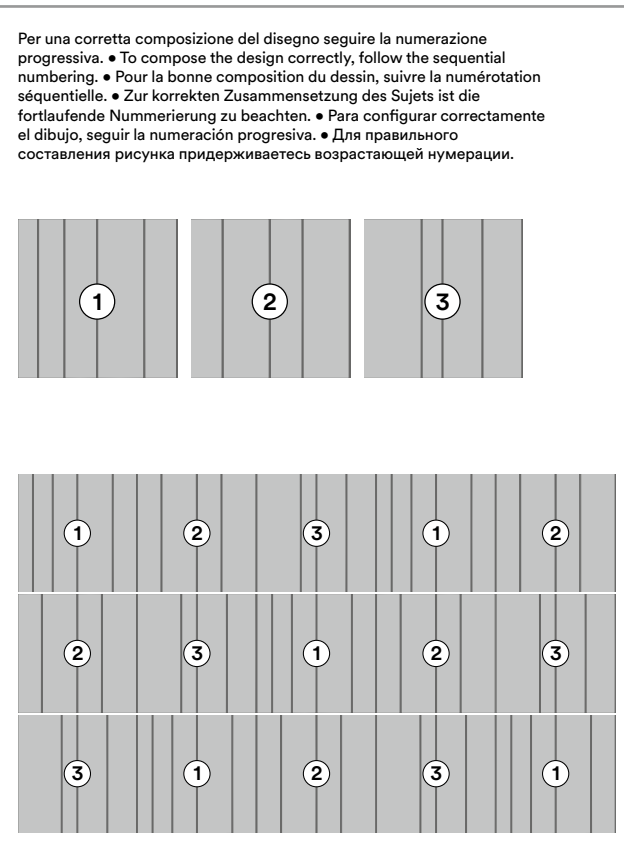 Per una corretta composizione del disegno seguire la numerazione
progressiva. ● To compose the design correctly, follow the sequential
numbering. ● Pour la bonne composition du dessin, suivre la numérotation
séquentielle. ● Zur korrekten Zusammensetzung des Sujets ist die
fortlaufende Nummerierung zu beachten. ● Para configurar correctamente
el dibujo, seguir la numeración progresiva. ● Для правильного
составления рисунка придерживаетесь возрастающей нумерации.
1 2 3
1 2 3 1 2
2 3 1 2 3
3 1 2 3 1